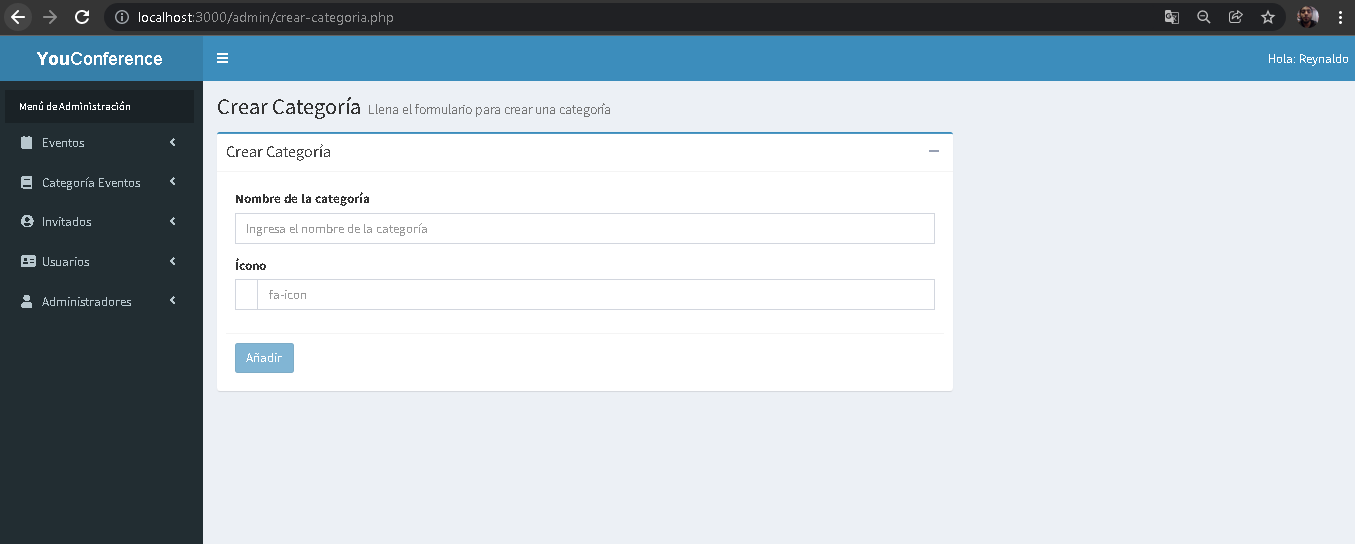 localhost:3000/admin/crear-categoria.php
YouConference
Hola: Reynaldo
Menú de Administración
Eventos
Categoría Eventos
Invitados
Usuarios
Administradores
Crear Categoría Llena el formulario para crear una categoría
Crear Categoría
Nombre de la categoría
Ingresa el nombre de la categoría
Ícono
fa-icon
Añadir